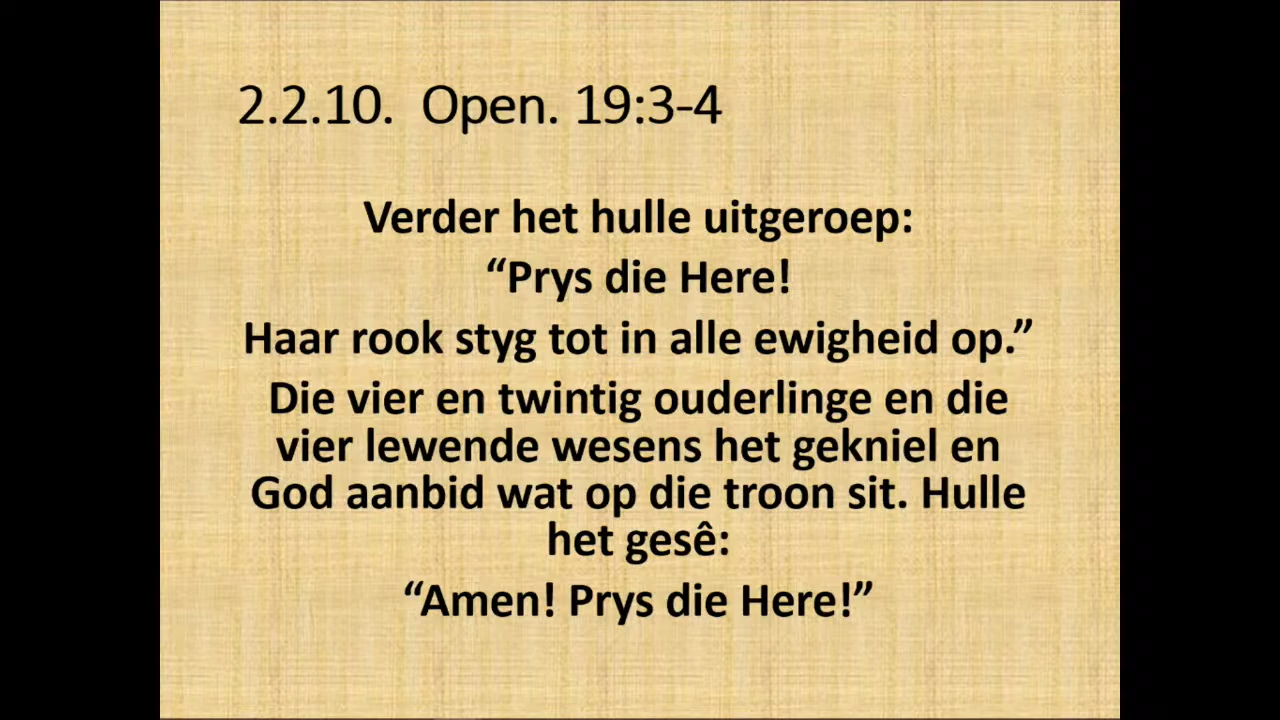 2.2.10. Open. 19:3-4
Verder het hulle uitgeroep:
“Prys die Here!
Haar rook styg tot in alle ewigheid op.”
Die vier en twintig ouderlinge en die
vier lewende wesens het gekniel en
God aanbid wat op die troon sit. Hulle
het gesê:
“Amen! Prys die Here!”